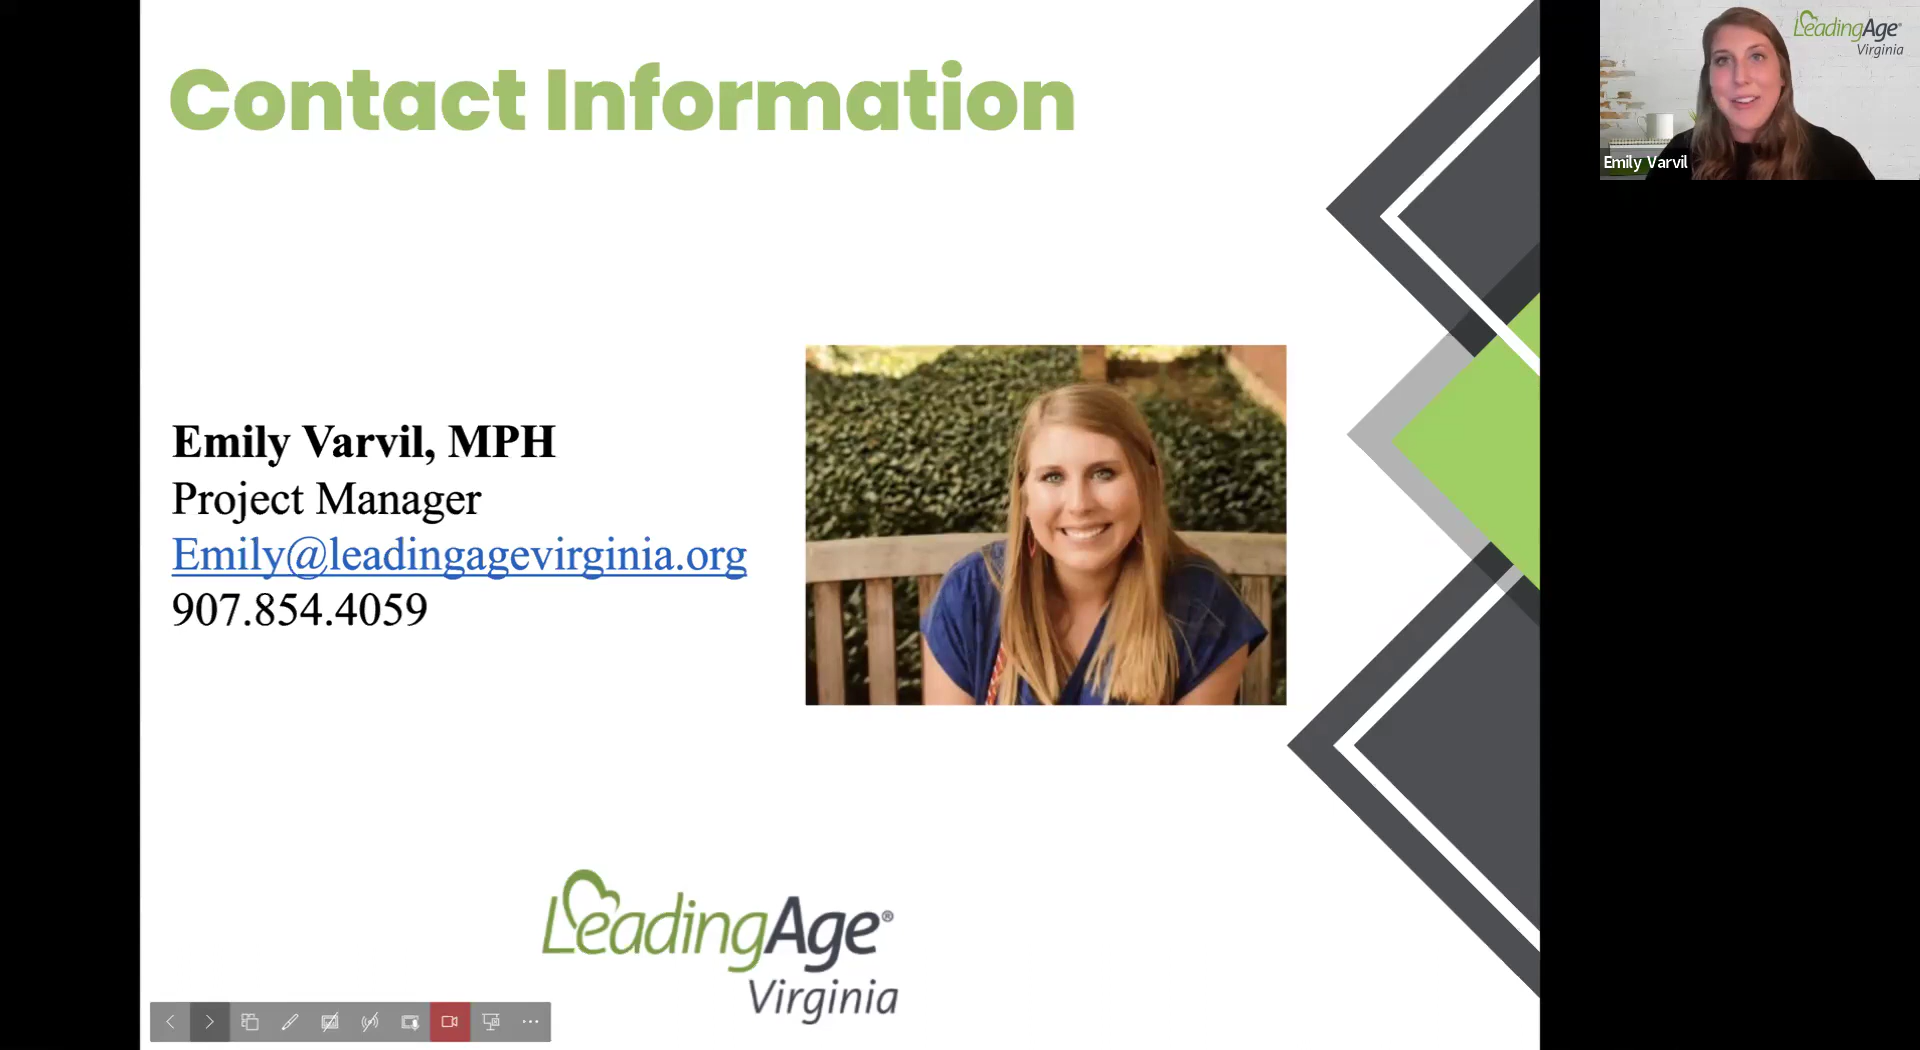 Contact Information
Emily Varvil, MPH
Project Manager
Emily@leadingagevirginia.org
907.854.4059
LeadingAge®
Virginia
LeadingAge®
Virginia
Emily Varvil